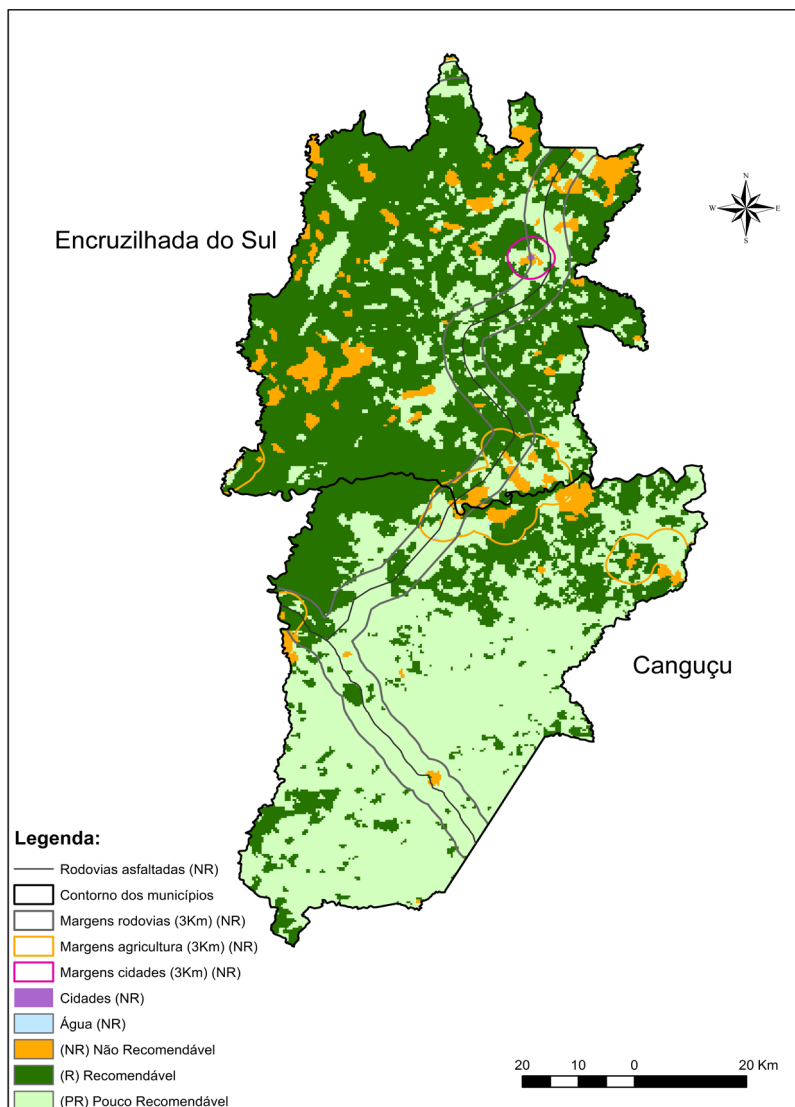 N
W
E
S
Encruzilhada do Sul
Canguçu
Legenda:
Rodovias asfaltadas (NR)
Contorno dos municípios
Margens rodovias (3Km) (NR)
Margens agricultura (3Km) (NR)
Margens cidades (3Km) (NR)
Cidades (NR)
Água (NR)
(NR) Não Recomendável
(R) Recomendável
(PR) Pouco Recomendável
20 10 0 20 Km